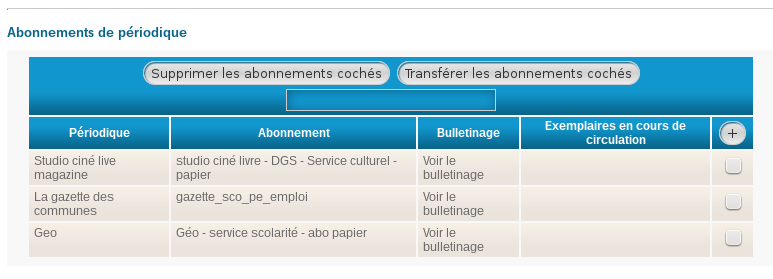 Abonnements de périodique
Supprimer les abonnements cochés Transférer les abonnements cochés
Périodique Abonnement Bulletinage Exemplaires en cours de circulation +
Studio ciné live magazine studio ciné livre - DGS - Service culturel - papier Voir le bulletinage
La gazette des communes gazette_sco_pe_emploi Voir le bulletinage
Geo Géo - service scolarité - abo papier Voir le bulletinage